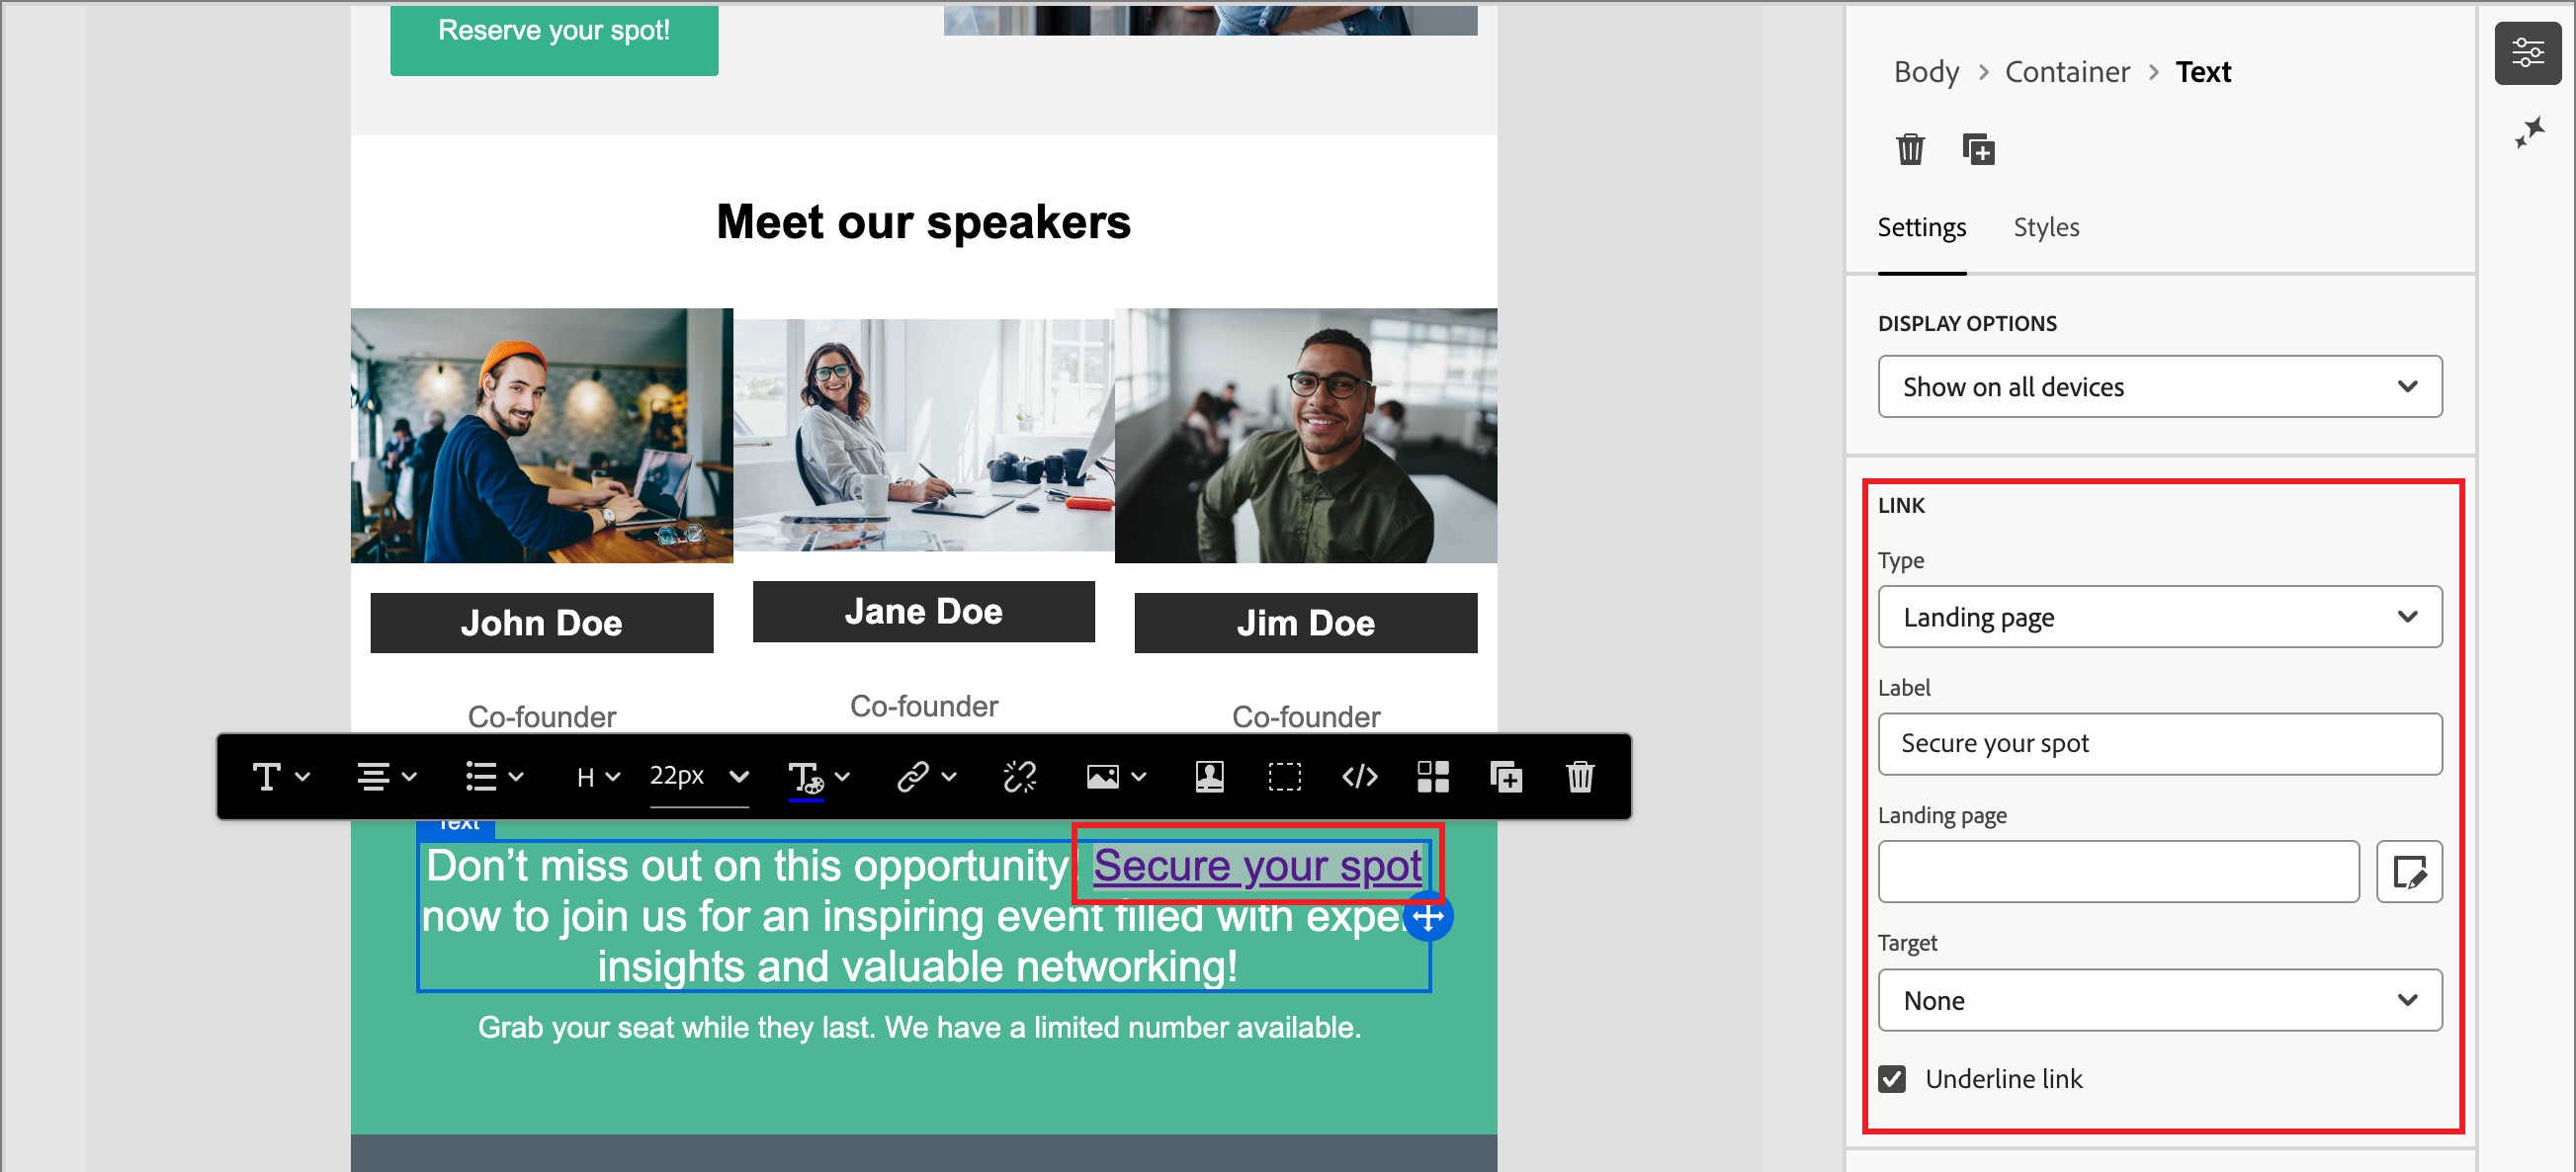 Reserve your spot!
Meet our speakers
John Doe
Jane Doe
Jim Doe
Co-founder
Co-founder
Co-founder
H
22px
Text
Don’t miss out on this opportunity! Secure your spot
now to join us for an inspiring event filled with
insights and valuable networking!
Grab your seat while they last. We have a limited number available.
Body > Container > Text
Settings
Styles
DISPLAY OPTIONS
Show on all devices
LINK
Type
Landing page
Label
Secure your spot
Landing page
Target
None
Underline link